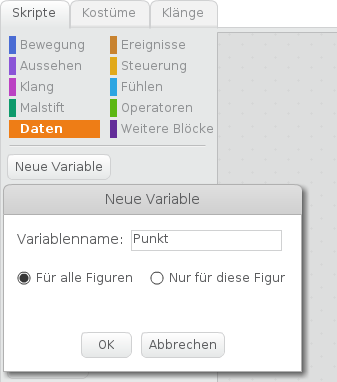 Skripte Kostüme Klänge
Bewegung Ereignisse
Aussehen Steuerung
Klang Fühlen
Malstift Operatoren
Daten Weitere Blöcke
Neue Variable
Neue Variable
Variablenname: Punkt
Für alle Figuren Nur für diese Figur
OK Abbrechen